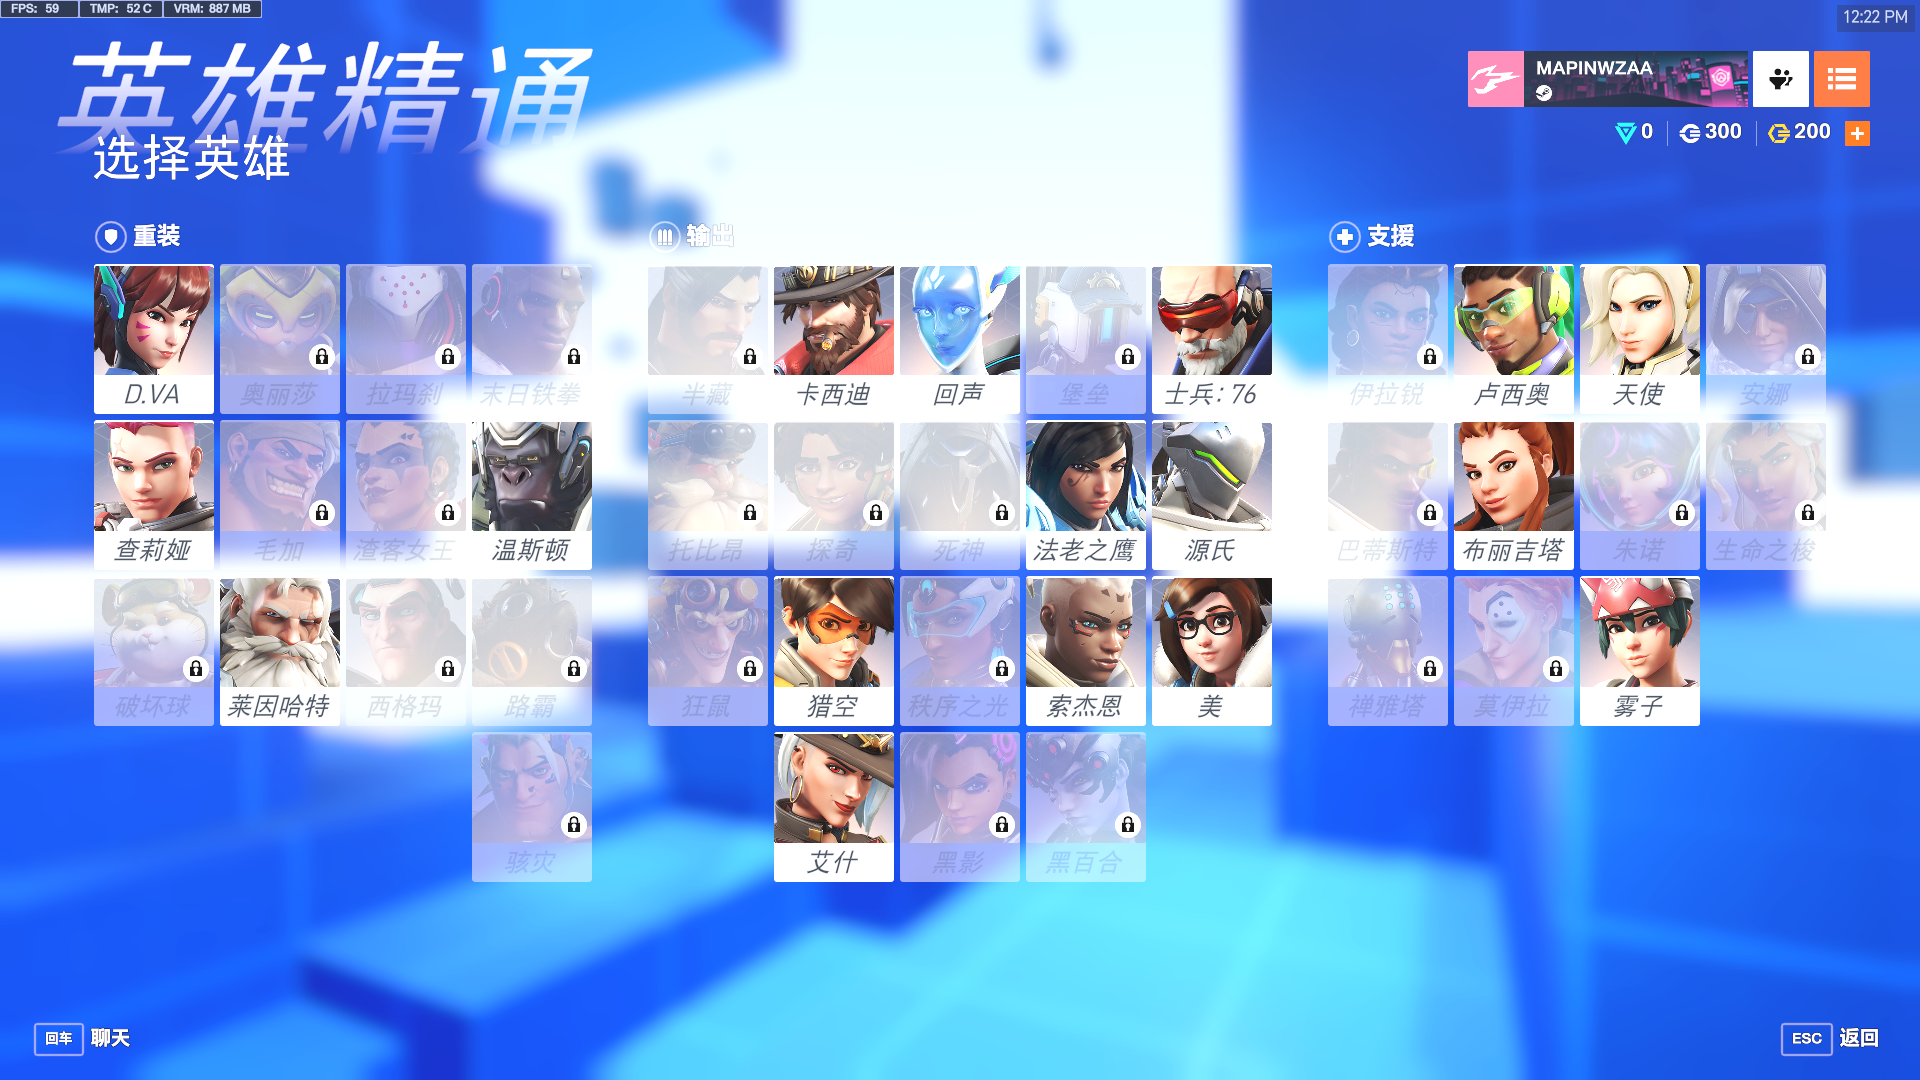 FPS: 59 TMP: 52 C VRM: 887 MB
12:22 PM
英雄精通
选择英雄
MAPINWZAA
0 300 200 +
重装
输出
支援
D.VA 奥丽莎 拉玛刹 末日铁拳
半藏 卡西迪 回声 堡垒 士兵: 76
伊拉锐 卢西奥 天使 安娜
查莉娅 毛加 渣客女王 温斯顿
托比昂 探奇 死神 法老之鹰 源氏
巴蒂斯特 布丽吉塔 朱诺 生命之梭
破坏球 莱因哈特 西格玛 路霸
狂鼠 猎空 秩序之光 索杰恩 美
禅雅塔 莫伊拉 雾子
骇灾
艾什 黑影 黑百合
回车 聊天
ESC 返回